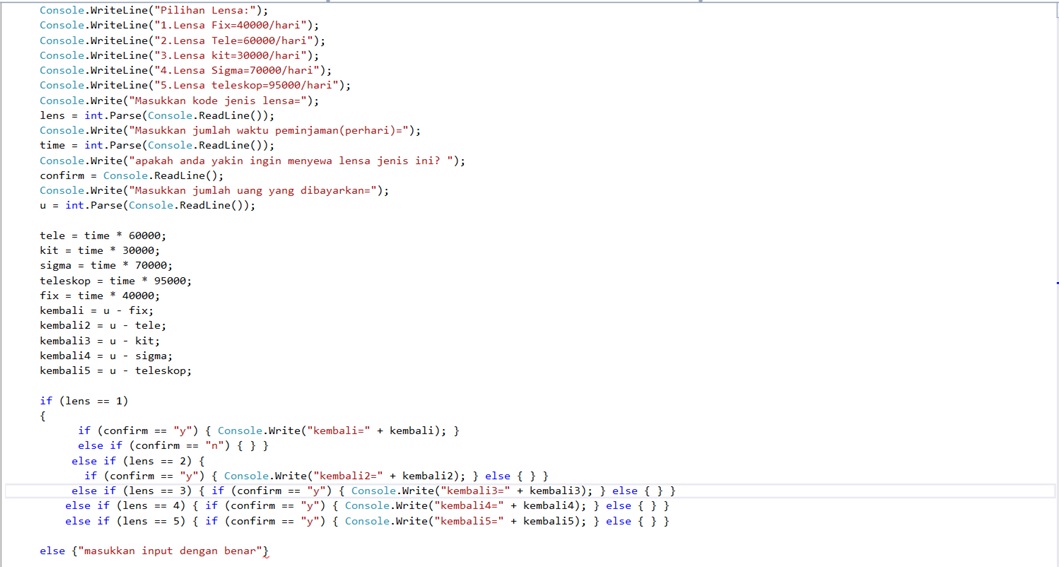 Console.WriteLine("Pilihan Lensa:");
Console.WriteLine("1.Lensa Fix=40000/hari");
Console.WriteLine("2.Lensa Tele=60000/hari");
Console.WriteLine("3.Lensa kit=30000/hari");
Console.WriteLine("4.Lensa Sigma=70000/hari");
Console.WriteLine("5.Lensa teleskop=95000/hari");
Console.Write("Masukkan kode jenis lensa=");
lens = int.Parse(Console.ReadLine());
Console.Write("Masukkan jumlah waktu peminjaman(perhari)=");
time = int.Parse(Console.ReadLine());
Console.Write("apakah anda yakin ingin menyewa lensa jenis ini? ");
confirm = Console.ReadLine();
Console.Write("Masukkan jumlah uang yang dibayarkan=");
u = int.Parse(Console.ReadLine());
tele = time * 60000;
kit = time * 30000;
sigma = time * 70000;
teleskop = time * 95000;
fix = time * 40000;
kembali = u - fix;
kembali2 = u - tele;
kembali3 = u - kit;
kembali4 = u - sigma;
kembali5 = u - teleskop;
if (lens == 1)
{
if (confirm == "y") { Console.Write("kembali=" + kembali); }
else if (confirm == "n") { } }
else if (lens == 2) {
if (confirm == "y") { Console.Write("kembali2=" + kembali2); } else { } }
else if (lens == 3) { if (confirm == "y") { Console.Write("kembali3=" + kembali3); } else { } }
else if (lens == 4) { if (confirm == "y") { Console.Write("kembali4=" + kembali4); } else { } }
else if (lens == 5) { if (confirm == "y") { Console.Write("kembali5=" + kembali5); } else { } }
else {"masukkan input dengan benar"}